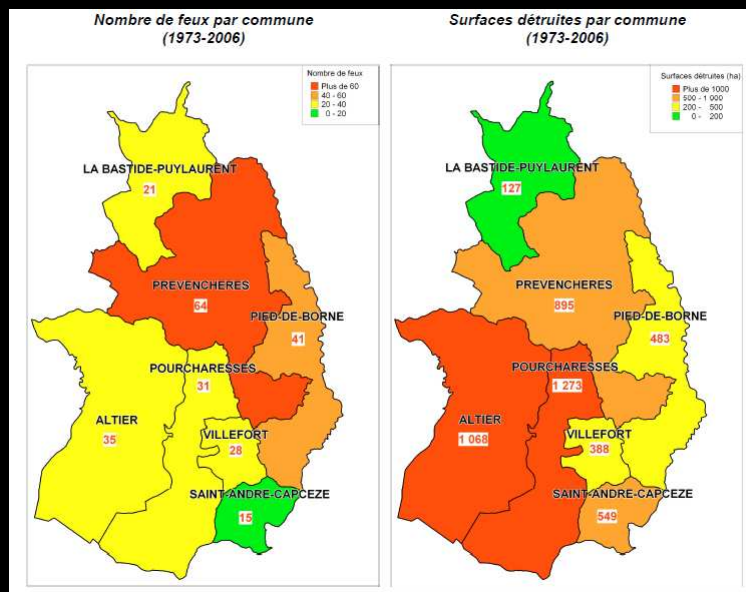 Nombre de feux par commune
(1973-2006)
Nombre de feux
Plus de 60
40 - 60
20 - 40
0 - 20
LA BASTIDE-PUYLAURENT
21
PREVENCHERES
64
PIED-DE-BORNE
41
POURCHARESSES
31
ALTIER
35
VILLEFORT
28
SAINT-ANDRE-CAPCEZE
15
Surfaces détruites par commune
(1973-2006)
Surfaces détruites (ha)
Plus de 1000
500 - 1 000
200 - 500
0 - 200
LA BASTIDE-PUYLAURENT
127
PREVENCHERES
895
PIED-DE-BORNE
483
POURCHARESSES
1 273
ALTIER
1 068
VILLEFORT
388
SAINT-ANDRE-CAPCEZE
549